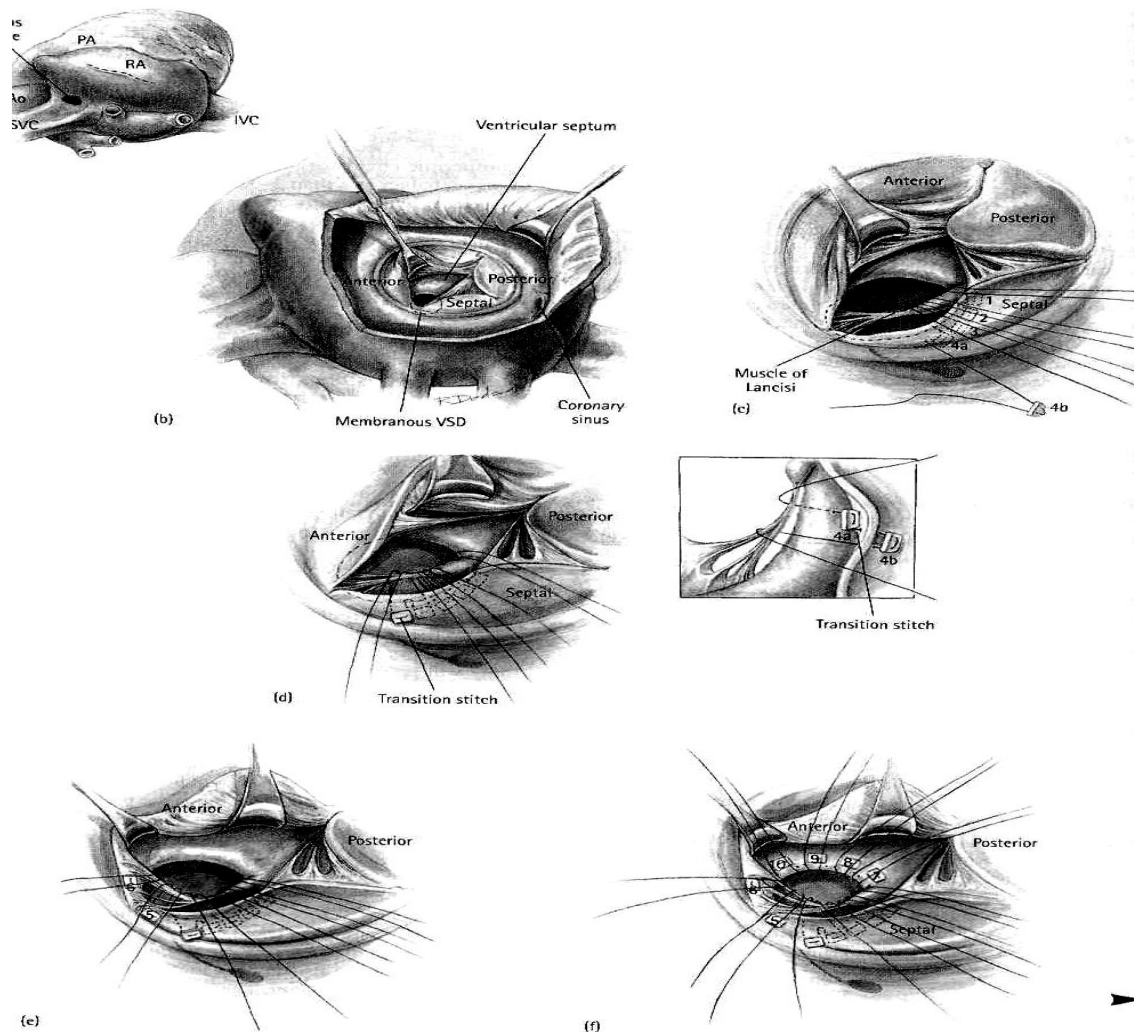 PA
RA
Ao
SVC
IVC
Ventricular septum
Anterior
Posterior
Septal
Membranous VSD
Coronary
sinus
(b)
Anterior
Posterior
Septal
1
2
3
4a
Muscle of
Lancisi
4b
(c)
Anterior
Posterior
Septal
Transition stitch
(d)
4a
4b
Transition stitch
Anterior
Posterior
6
5
(e)
Anterior
Posterior
10
9
8
7
6
5
Septal
(f)